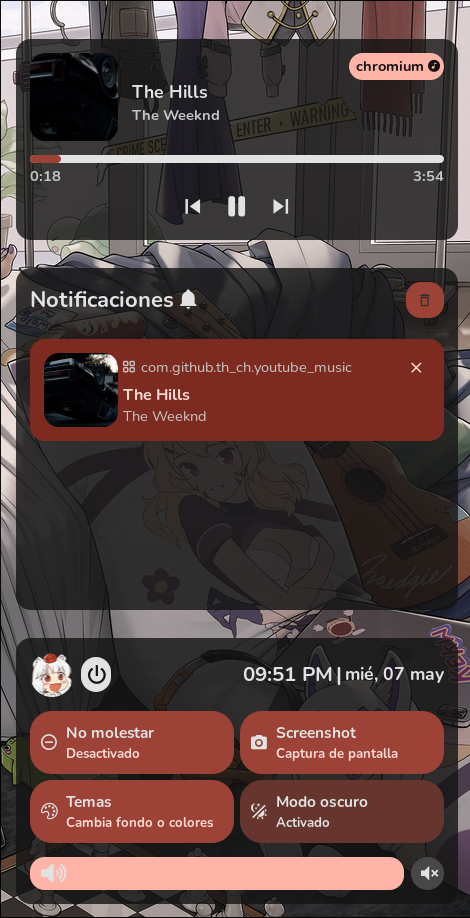 chromium
The Hills
The Weeknd
CRIME SCE
ENTER • WARNING
0:18
3:54
Notificaciones
com.github.th_ch.youtube_music
The Hills
The Weeknd
09:51 PM | mié, 07 may
No molestar
Desactivado
Screenshot
Captura de pantalla
Temas
Cambia fondo o colores
Modo oscuro
Activado